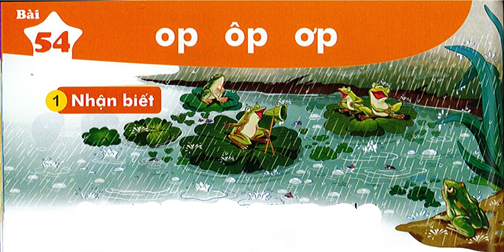 Bài
54
op ôp ơp
1 Nhận biết